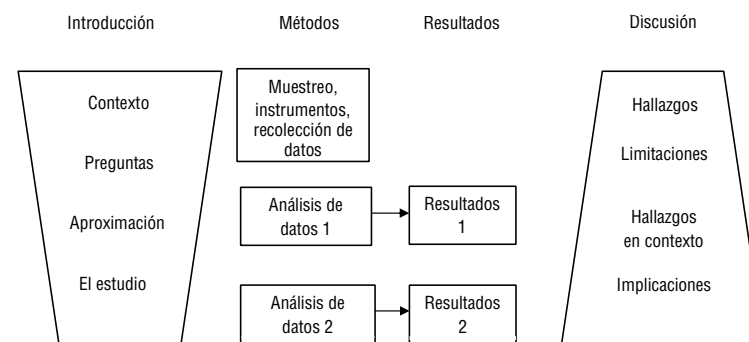 Introducción
Métodos
Resultados
Discusión
Contexto
Preguntas
Aproximación
El estudio
Muestreo,
instrumentos,
recolección de
datos
Análisis de
datos 1
Resultados
1
Análisis de
datos 2
Resultados
2
Hallazgos
Limitaciones
Hallazgos
en contexto
Implicaciones